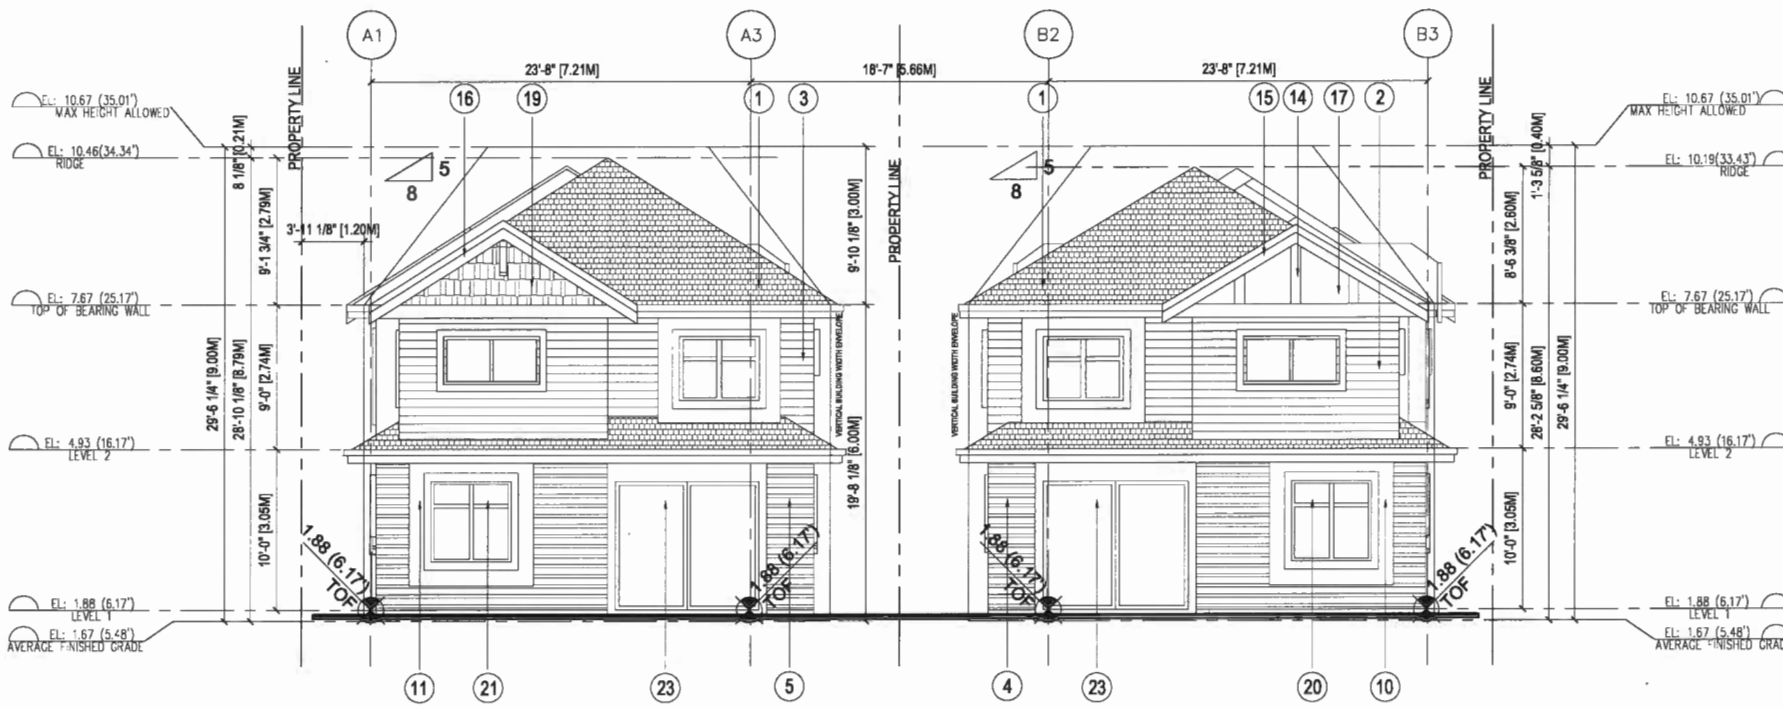 A1
A3
B2
B3
23'-8" [7.21M]
18'-7" [5.66M]
23'-8" [7.21M]
PROPERTY LINE
PROPERTY LINE
PROPERTY LINE
16
19
1
3
1
15
14
17
2
EL: 10.67 (35.01')
MAX HEIGHT ALLOWED
EL: 10.46(34.34')
RIDGE
EL: 7.67 (25.17')
TOP OF BEARING WALL
EL: 4.93 (16.17')
LEVEL 2
EL: 1.88 (6.17')
LEVEL 1
EL: 1.67 (5.48')
AVERAGE FINISHED GRADE
8 1/8" [0.21M]
9'-1 3/4" [2.79M]
3'-11 1/8" [1.20M]
29'-6 1/4" [9.00M]
28'-10 1/8" [8.79M]
9'-0" [2.74M]
10'-0" [3.05M]
5
8
9'-10 1/8" [3.00M]
VERTICAL BUILDING WIDTH ENVELOPE
19'-8 1/8" [6.00M]
1.88 (6.17')
TOF
1.88 (6.17')
TOF
5
8
VERTICAL BUILDING WIDTH ENVELOPE
1.88 (6.17')
TOF
1.88 (6.17')
TOF
1'-3 5/8" [0.40M]
8'-6 3/8" [2.60M]
9'-0" [2.74M]
28'-2 5/8" [8.60M]
29'-6 1/4" [9.00M]
10'-0" [3.05M]
EL: 10.67 (35.01')
MAX HEIGHT ALLOWED
EL: 10.19(33.43')
RIDGE
EL: 7.67 (25.17')
TOP OF BEARING WALL
EL: 4.93 (16.17')
LEVEL 2
EL: 1.88 (6.17')
LEVEL 1
EL: 1.67 (5.48')
AVERAGE FINISHED GRAD
11
21
23
5
4
23
20
10